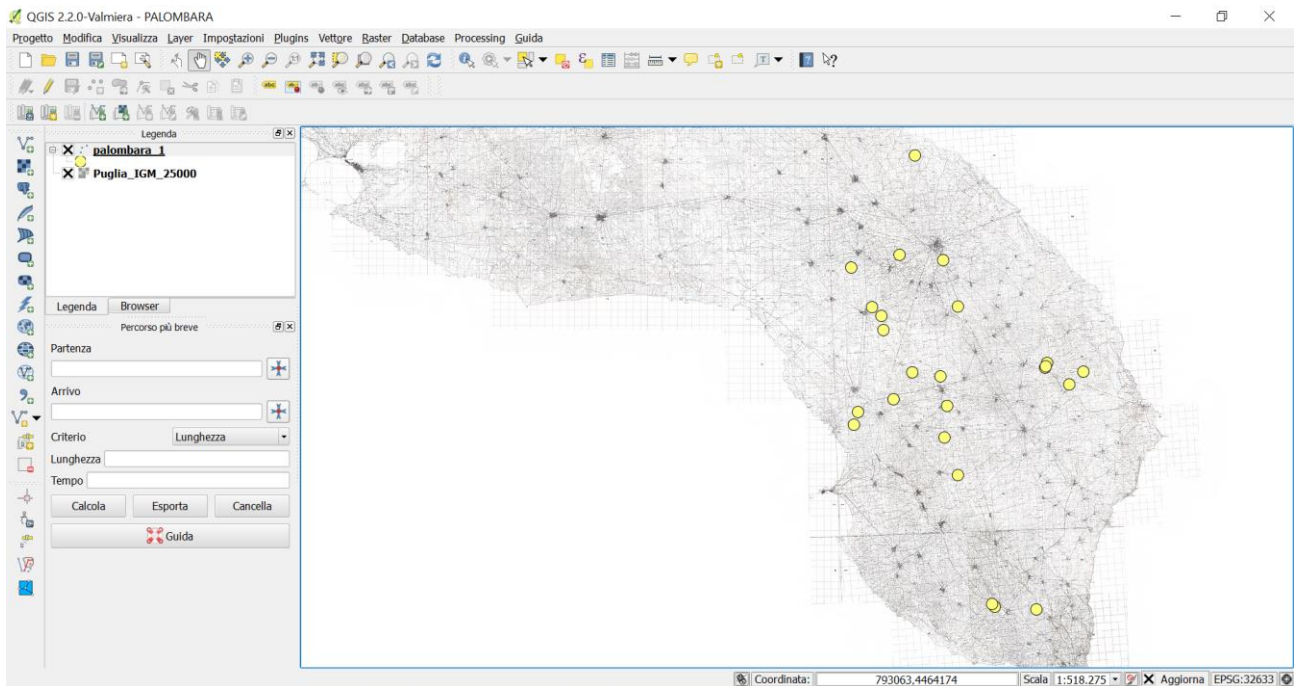 QGIS 2.2.0-Valmiera - PALOMBARA
Progetto Modifica Visualizza Layer Impostazioni Plugins Vettore Raster Database Processing Guida
Legenda
palombara_1
Puglia_IGM_25000
Legenda Browser
Percorso più breve
Partenza
Arrivo
Criterio Lunghezza
Lunghezza
Tempo
Calcola Esporta Cancella
Guida
Coordinata: 793063,4464174 Scala 1:518.275 Aggiorna EPSG:32633